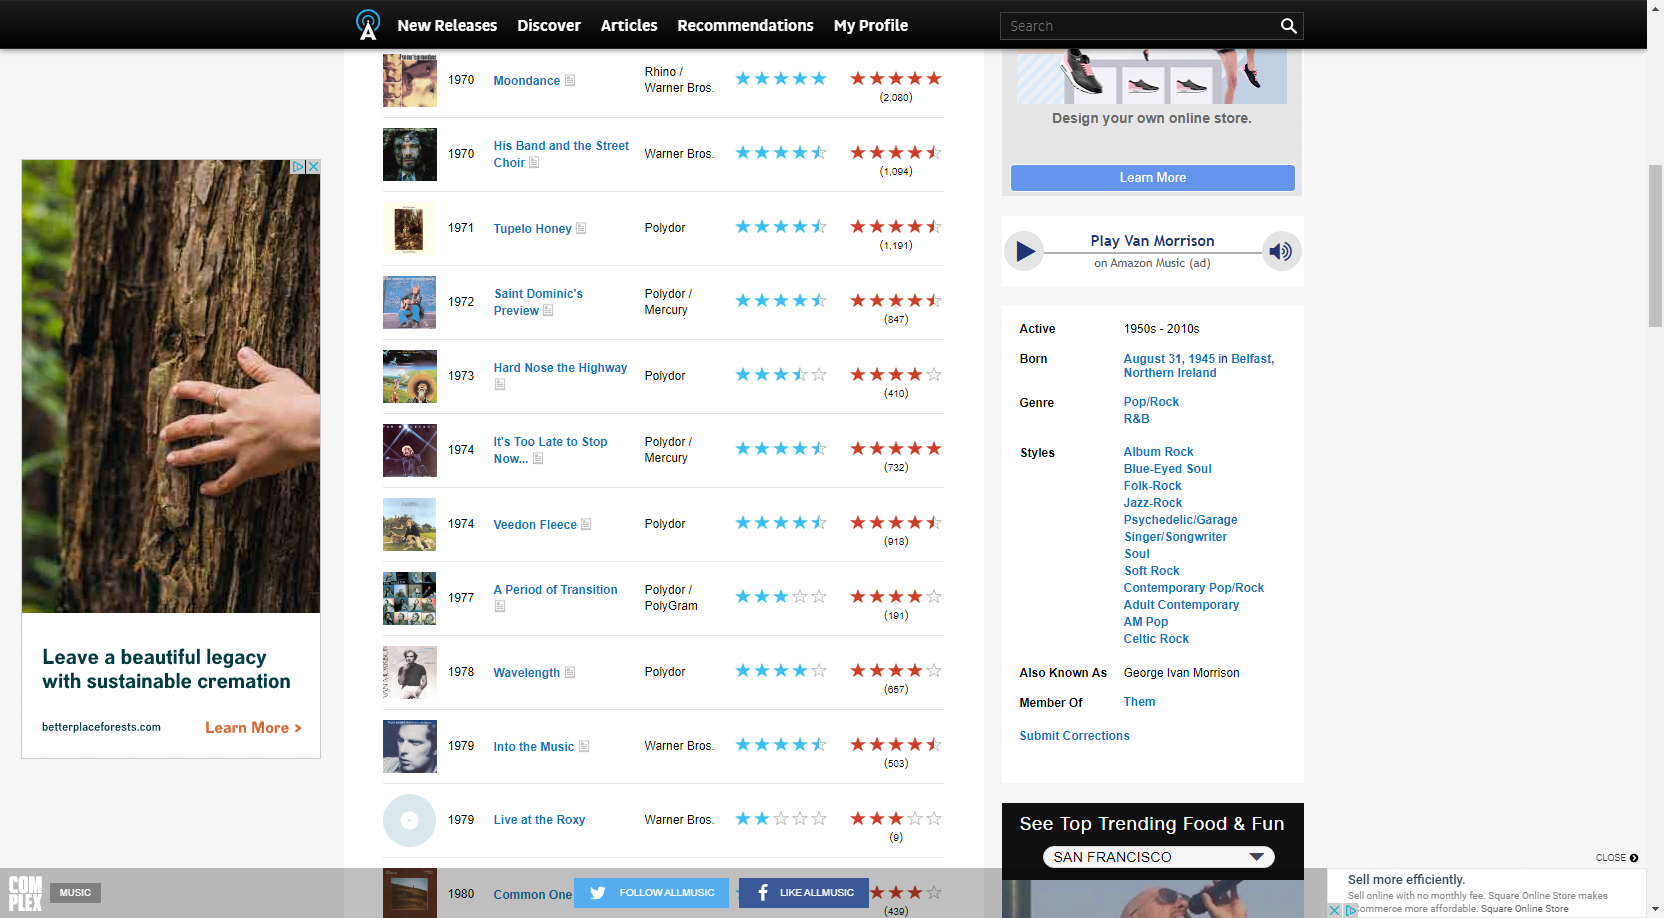 New Releases
Discover
Articles
Recommendations
My Profile
Search
1970
Moondance
Rhino /
Warner Bros.
(2,080)
1970
His Band and the Street
Choir
Warner Bros.
(1,094)
1971
Tupelo Honey
Polydor
(1,191)
1972
Saint Dominic's
Preview
Polydor /
Mercury
(847)
1973
Hard Nose the Highway
Polydor
(410)
1974
It's Too Late to Stop
Now...
Polydor /
Mercury
(732)
1974
Veedon Fleece
Polydor
(918)
1977
A Period of Transition
Polydor /
PolyGram
(191)
1978
Wavelength
Polydor
(657)
1979
Into the Music
Warner Bros.
(503)
1979
Live at the Roxy
Warner Bros.
(9)
1980
Common One
(439)
Leave a beautiful legacy
with sustainable cremation
betterplaceforests.com
Learn More >
Design your own online store.
Learn More
Play Van Morrison
on Amazon Music (ad)
Active
1950s - 2010s
Born
August 31, 1945 in Belfast,
Northern Ireland
Genre
Pop/Rock
R&B
Styles
Album Rock
Blue-Eyed Soul
Folk-Rock
Jazz-Rock
Psychedelic/Garage
Singer/Songwriter
Soul
Soft Rock
Contemporary Pop/Rock
Adult Contemporary
AM Pop
Celtic Rock
Also Known As
George Ivan Morrison
Member Of
Them
Submit Corrections
See Top Trending Food & Fun
SAN FRANCISCO
CLOSE
COM
PLEX
MUSIC
FOLLOW ALLMUSIC
LIKE ALLMUSIC
Sell more efficiently.
Sell online with no monthly fee. Square Online Store makes
commerce more affordable. Square Online Store